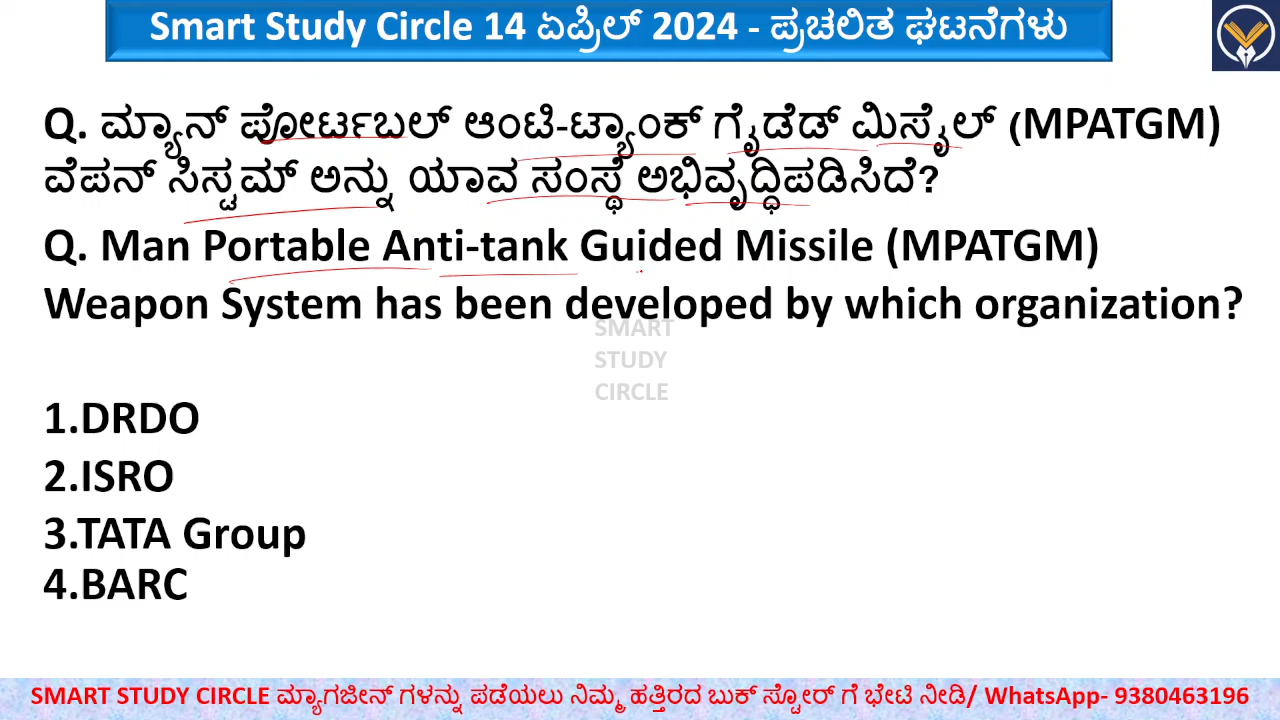 Smart Study Circle 14 ಏಪ್ರಿಲ್ 2024 - ಪ್ರಚಲಿತ ಘಟನೆಗಳು
Q. ಮ್ಯಾನ್ ಪೋರ್ಟಬಲ್ ಆಂಟಿ-ಟ್ಯಾಂಕ್ ಗೈಡೆಡ್ ಮಿಸೈಲ್ (MPATGM)
ವೆಪನ್ ಸಿಸ್ಟಮ್ ಅನ್ನು ಯಾವ ಸಂಸ್ಥೆ ಅಭಿವೃದ್ಧಿಪಡಿಸಿದೆ?
Q. Man Portable Anti-tank Guided Missile (MPATGM)
Weapon System has been developed by which organization?
SMART
STUDY
CIRCLE
1.DRDO
2.ISRO
3.TATA Group
4.BARC
SMART STUDY CIRCLE ಮ್ಯಾಗಜೀನ್ ಗಳನ್ನು ಪಡೆಯಲು ನಿಮ್ಮ ಹತ್ತಿರದ ಬುಕ್ ಸ್ಟೋರ್ ಗೆ ಭೇಟಿ ನೀಡಿ/ WhatsApp- 9380463196